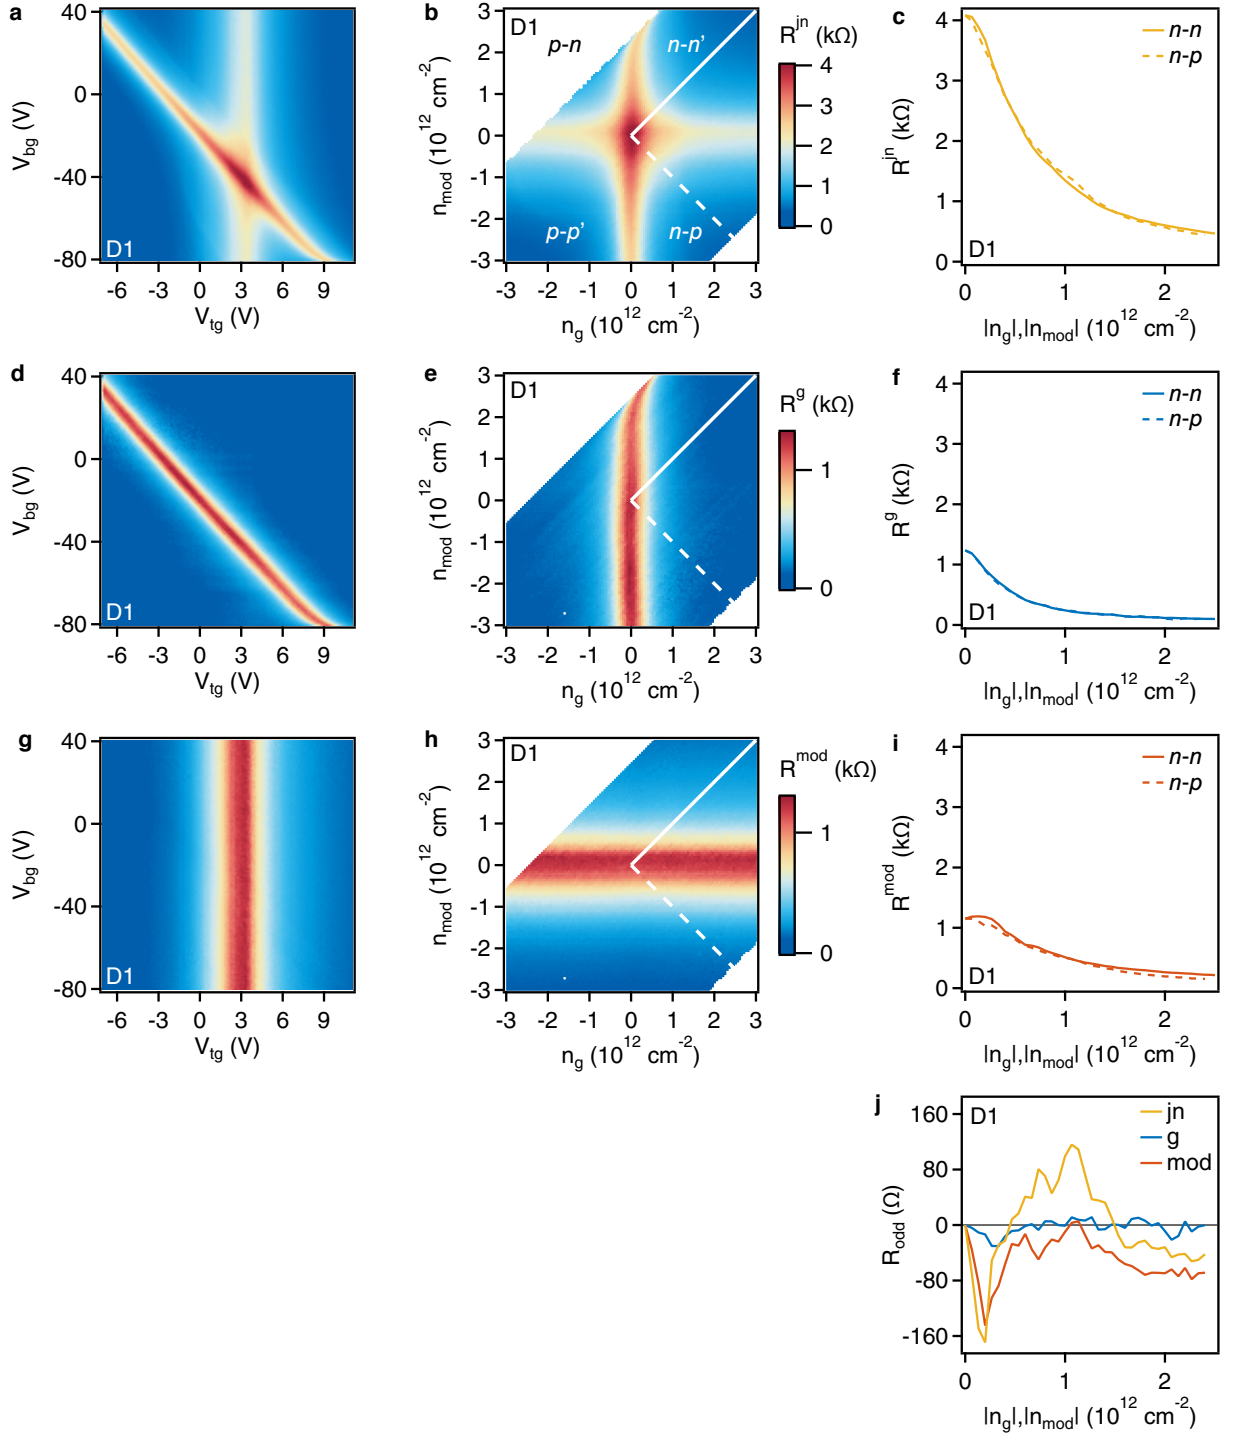 a
40
0
-40
-80
V_bg (V)
D1
-6 -3 0 3 6 9
V_tg (V)
b
D1
p-n
n-n’
p-p’
n-p
3
2
1
0
-1
-2
-3
n_mod (10^12 cm^-2)
-3 -2 -1 0 1 2 3
n_g (10^12 cm^-2)
R^jn (kΩ)
4
3
2
1
0
c
n-n
n-p
4
3
2
1
0
R^jn (kΩ)
D1
0 1 2
|n_g|,|n_mod| (10^12 cm^-2)
d
40
0
-40
-80
V_bg (V)
D1
-6 -3 0 3 6 9
V_tg (V)
e
D1
3
2
1
0
-1
-2
-3
n_mod (10^12 cm^-2)
-3 -2 -1 0 1 2 3
n_g (10^12 cm^-2)
R^g (kΩ)
1
0
f
n-n
n-p
4
3
2
1
0
R^g (kΩ)
D1
0 1 2
|n_g|,|n_mod| (10^12 cm^-2)
g
40
0
-40
-80
V_bg (V)
D1
-6 -3 0 3 6 9
V_tg (V)
h
D1
3
2
1
0
-1
-2
-3
n_mod (10^12 cm^-2)
-3 -2 -1 0 1 2 3
n_g (10^12 cm^-2)
R^mod (kΩ)
1
0
i
n-n
n-p
4
3
2
1
0
R^mod (kΩ)
D1
0 1 2
|n_g|,|n_mod| (10^12 cm^-2)
j
D1
jn
g
mod
160
80
0
-80
-160
R_odd (Ω)
0 1 2
|n_g|,|n_mod| (10^12 cm^-2)